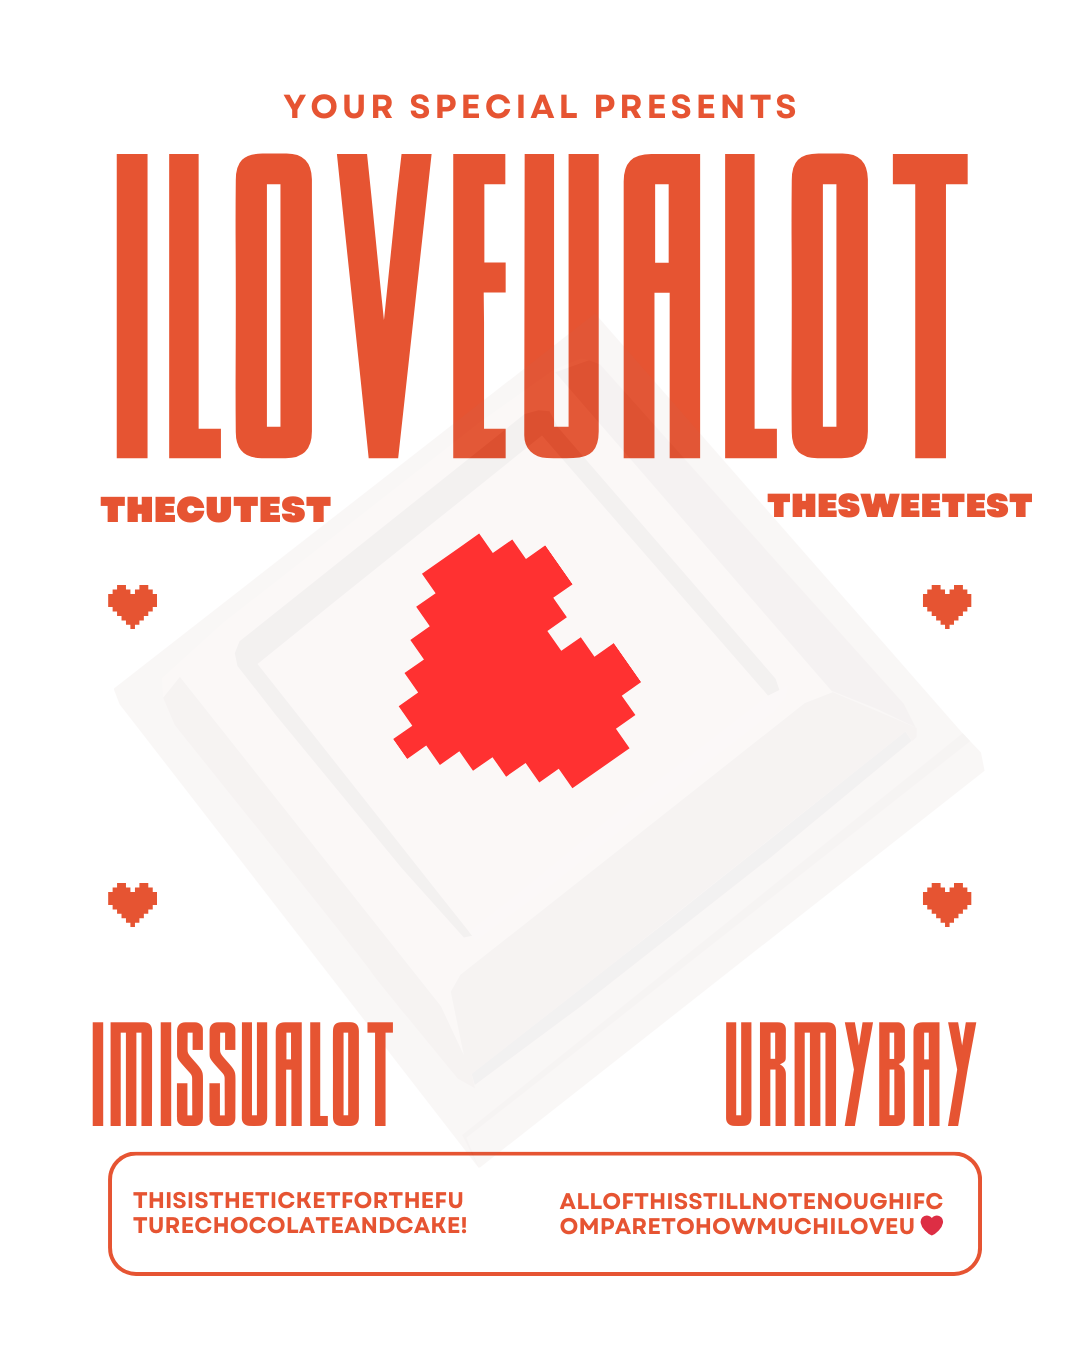 YOUR SPECIAL PRESENTS
ILOVEUALOT
THECUTEST
THESWEETEST
IMISSUALOT
URMYBAY
THISISTHETICKETFORTHEFU
TURECHOCOLATEANDCAKE!
ALLOFTHISSTILLNOTENOUGHIFC
OMPARETOHOWMUCHILOVEU ❤️